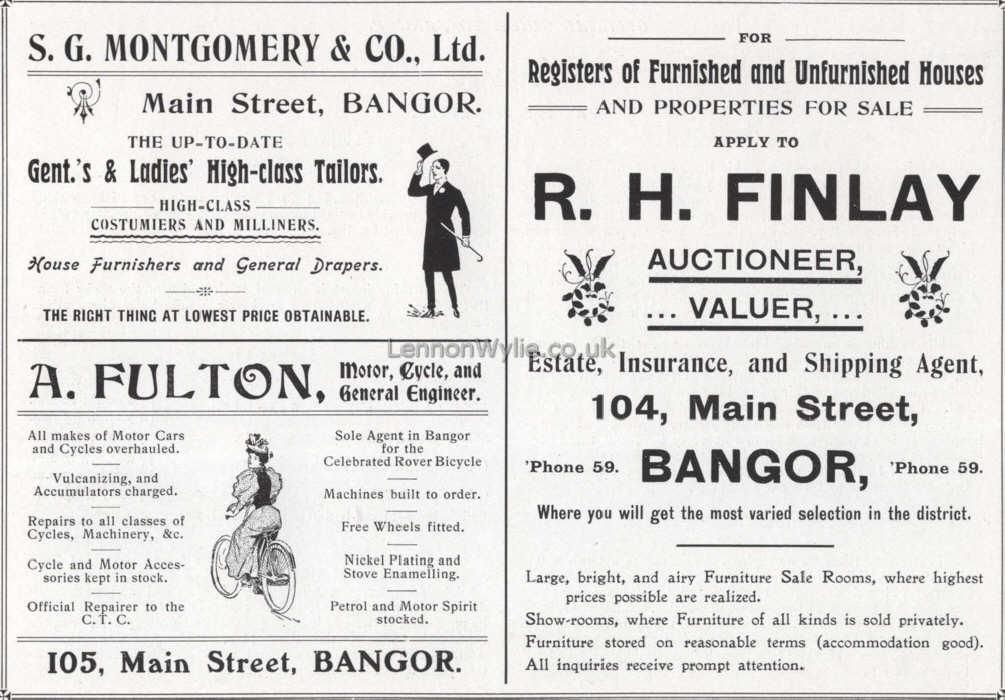 S. G. MONTGOMERY & CO., Ltd.
Main Street, BANGOR.
THE UP-TO-DATE
Gent.'s & Ladies' High-class Tailors.
HIGH-CLASS
COSTUMIERS AND MILLINERS.
House Furnishers and General Drapers.
THE RIGHT THING AT LOWEST PRICE OBTAINABLE.
A. FULTON, Motor, Cycle, and
General Engineer.
All makes of Motor Cars
and Cycles overhauled.
Vulcanizing, and
Accumulators charged.
Repairs to all classes of
Cycles, Machinery, &c.
Cycle and Motor Acces-
sories kept in stock.
Official Repairer to the
C. T. C.
Sole Agent in Bangor
for the
Celebrated Rover Bicycle
Machines built to order.
Free Wheels fitted.
Nickel Plating and
Stove Enamelling.
Petrol and Motor Spirit
stocked.
105, Main Street, BANGOR.
FOR
Registers of Furnished and Unfurnished Houses
AND PROPERTIES FOR SALE
APPLY TO
R. H. FINLAY
AUCTIONEER,
... VALUER, ...
Estate, Insurance, and Shipping Agent,
104, Main Street,
'Phone 59. BANGOR, 'Phone 59.
Where you will get the most varied selection in the district.
Large, bright, and airy Furniture Sale Rooms, where highest
prices possible are realized.
Show-rooms, where Furniture of all kinds is sold privately.
Furniture stored on reasonable terms (accommodation good).
All inquiries receive prompt attention.
LennonWylie.co.uk